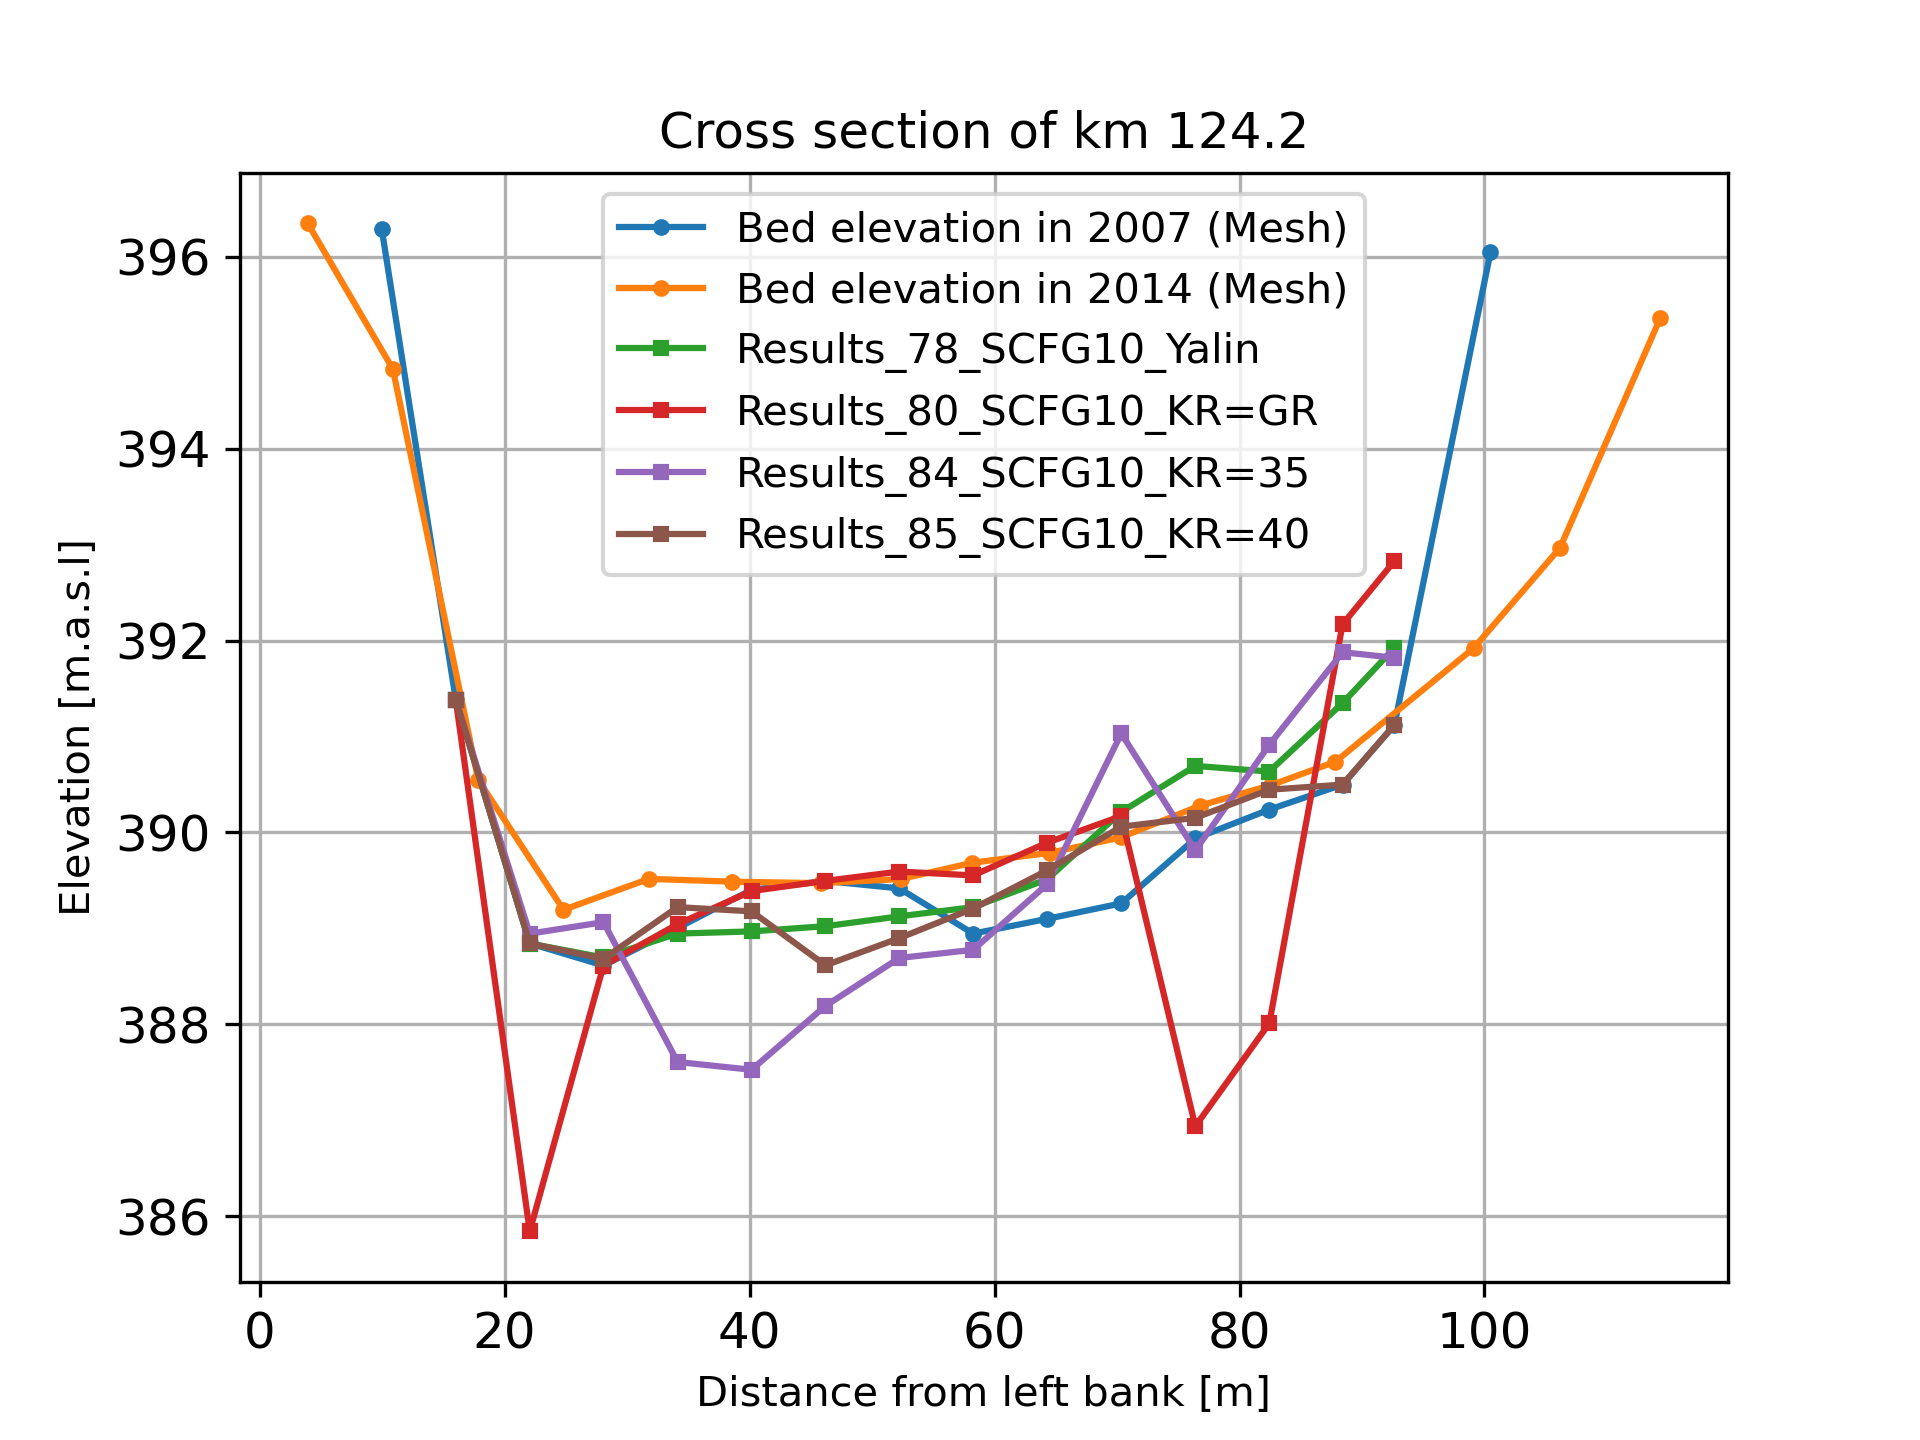 Cross section of km 124.2
Bed elevation in 2007 (Mesh)
Bed elevation in 2014 (Mesh)
Results_78_SCFG10_Yalin
Results_80_SCFG10_KR=GR
Results_84_SCFG10_KR=35
Results_85_SCFG10_KR=40
Elevation [m.a.s.l]
396
394
392
390
388
386
0 20 40 60 80 100
Distance from left bank [m]